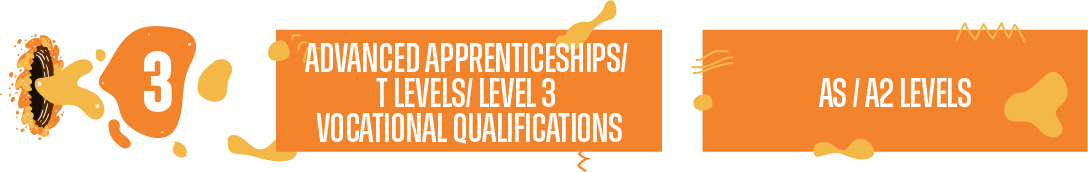 3
ADVANCED APPRENTICESHIPS/
T LEVELS/ LEVEL 3
VOCATIONAL QUALIFICATIONS
AS / A2 LEVELS